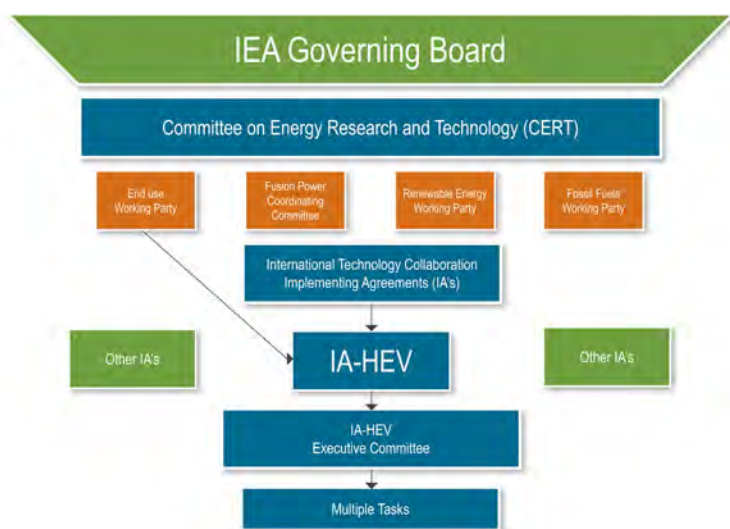 IEA Governing Board
Committee on Energy Research and Technology (CERT)
End use
Working Party
Fusion Power
Coordinating
Committee
Renewable Energy
Working Party
Fossil Fuels
Working Party
International Technology Collaboration
Implementing Agreements (IA's)
Other IA's
IA-HEV
Other IA's
IA-HEV
Executive Committee
Multiple Tasks